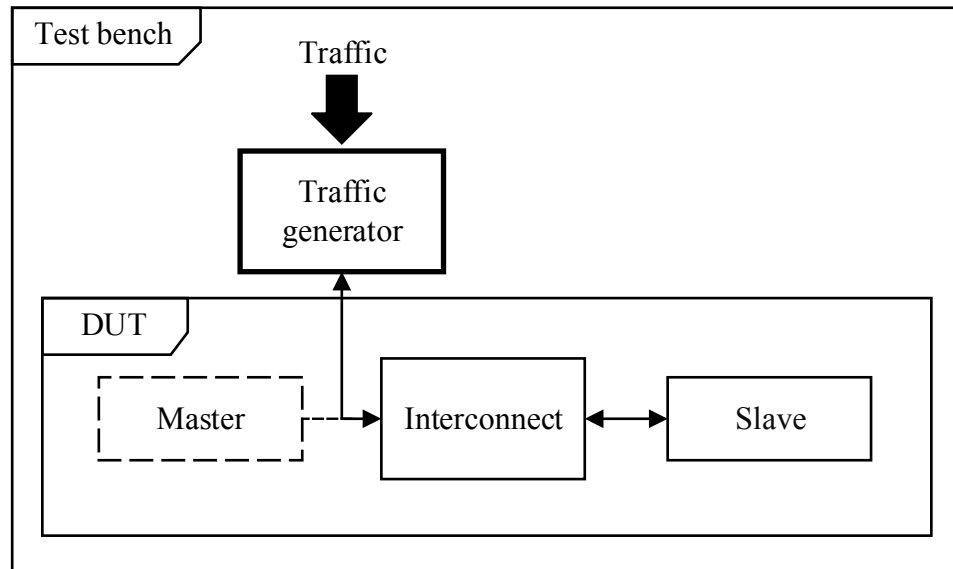 Test bench
Traffic
Traffic
generator
DUT
Master
Interconnect
Slave